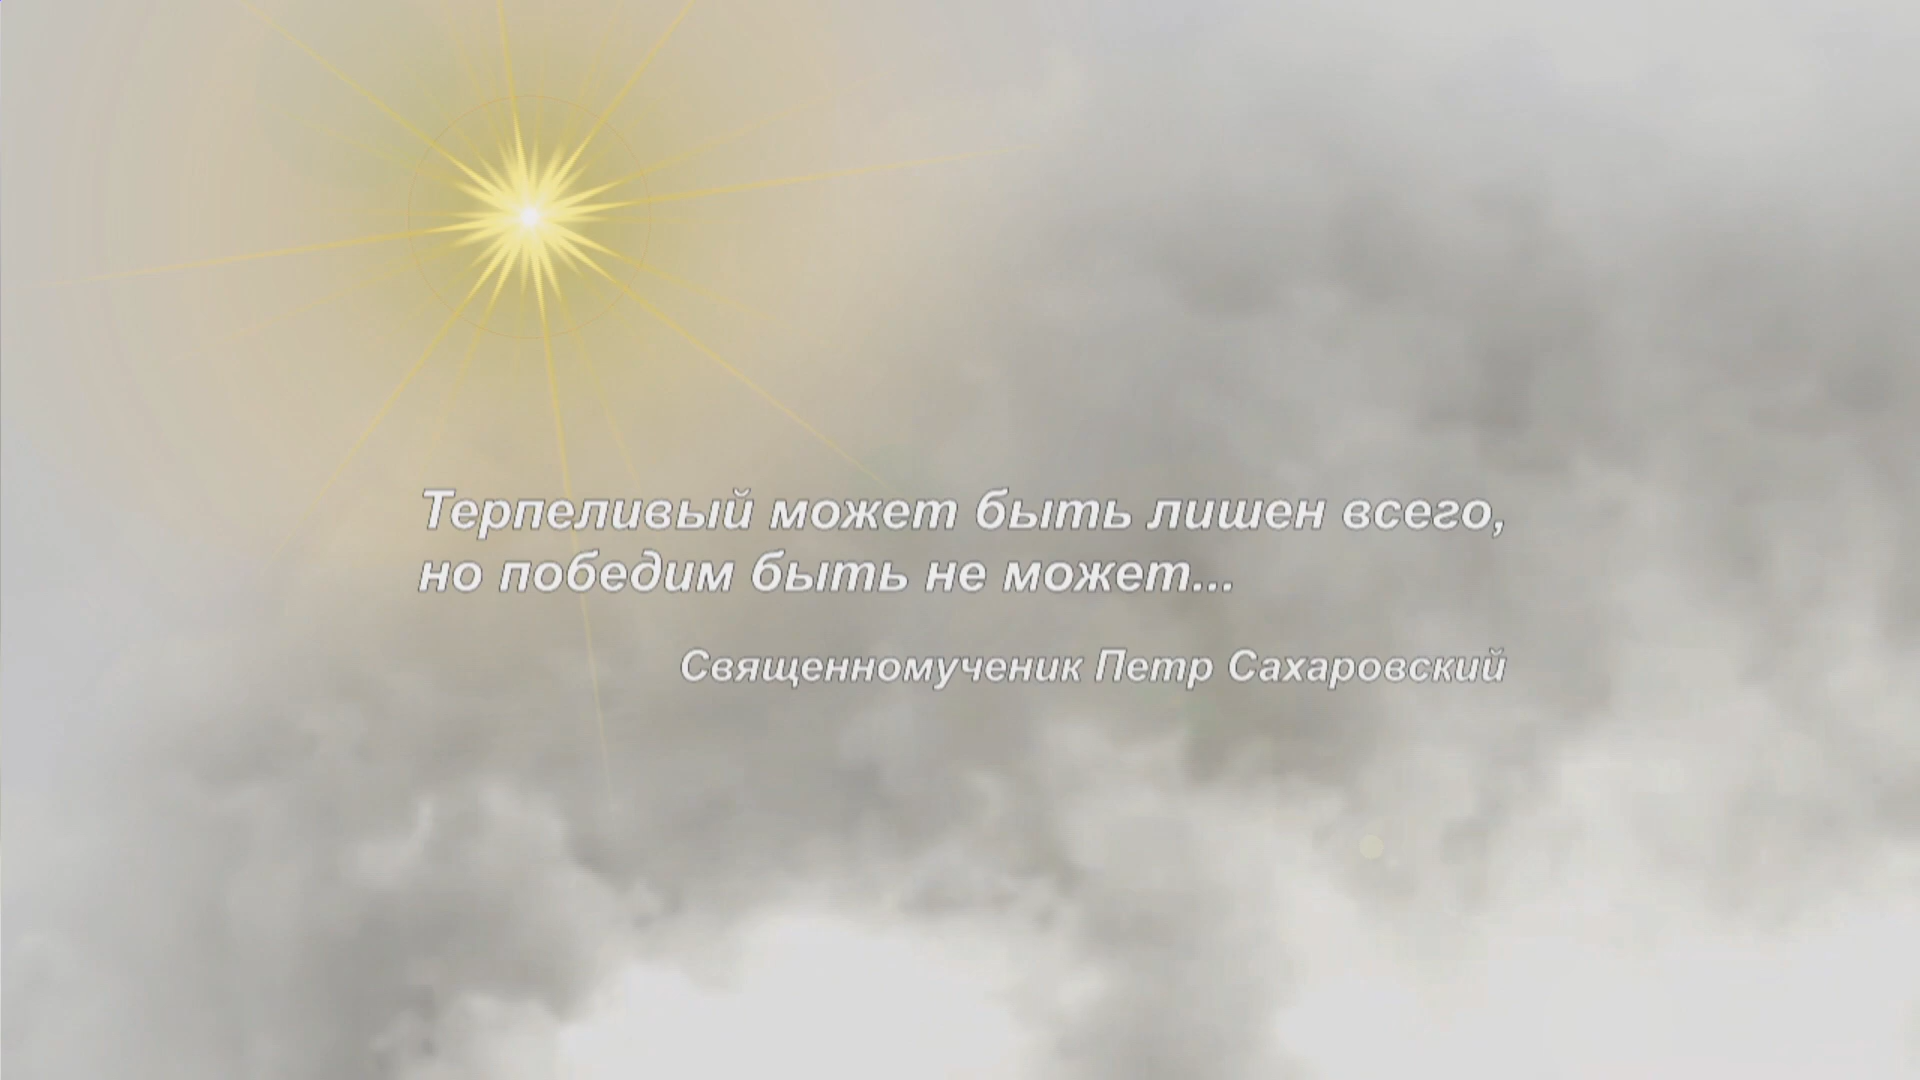 Терпеливый может быть лишен всего,
но победим быть не может...
Священномученик Петр Сахаровский